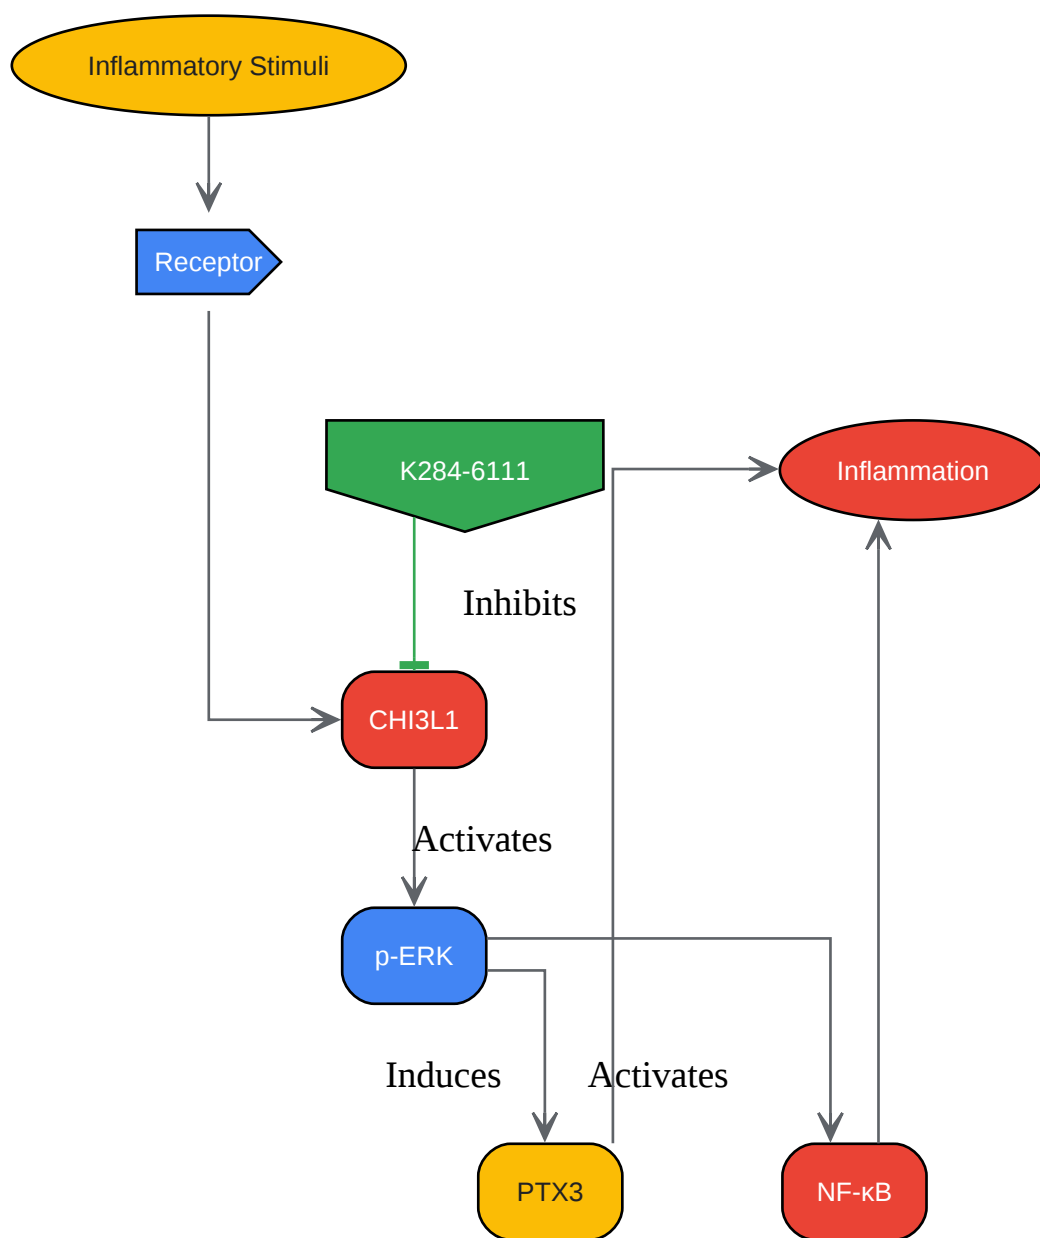 Inflammatory Stimuli
Receptor
K284-6111
Inflammation
Inhibits
CHI3L1
Activates
p-ERK
Induces
Activates
PTX3
NF-κB